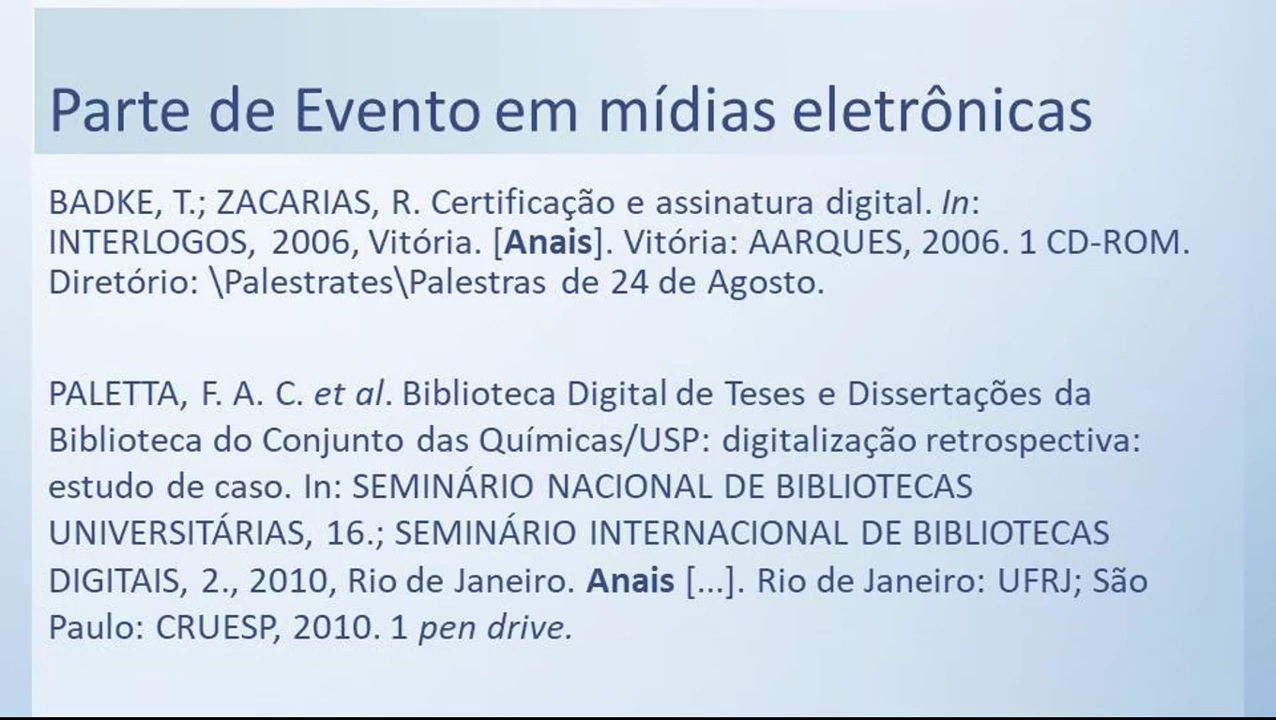 Parte de Evento em mídias eletrônicas
BADKE, T.; ZACARIAS, R. Certificação e assinatura digital. In:
INTERLOGOS, 2006, Vitória. [Anais]. Vitória: AARQUES, 2006. 1 CD-ROM.
Diretório: \Palestrates\Palestras de 24 de Agosto.
PALETTA, F. A. C. et al. Biblioteca Digital de Teses e Dissertações da
Biblioteca do Conjunto das Químicas/USP: digitalização retrospectiva:
estudo de caso. In: SEMINÁRIO NACIONAL DE BIBLIOTECAS
UNIVERSITÁRIAS, 16.; SEMINÁRIO INTERNACIONAL DE BIBLIOTECAS
DIGITAIS, 2., 2010, Rio de Janeiro. Anais [...]. Rio de Janeiro: UFRJ; São
Paulo: CRUESP, 2010. 1 pen drive.